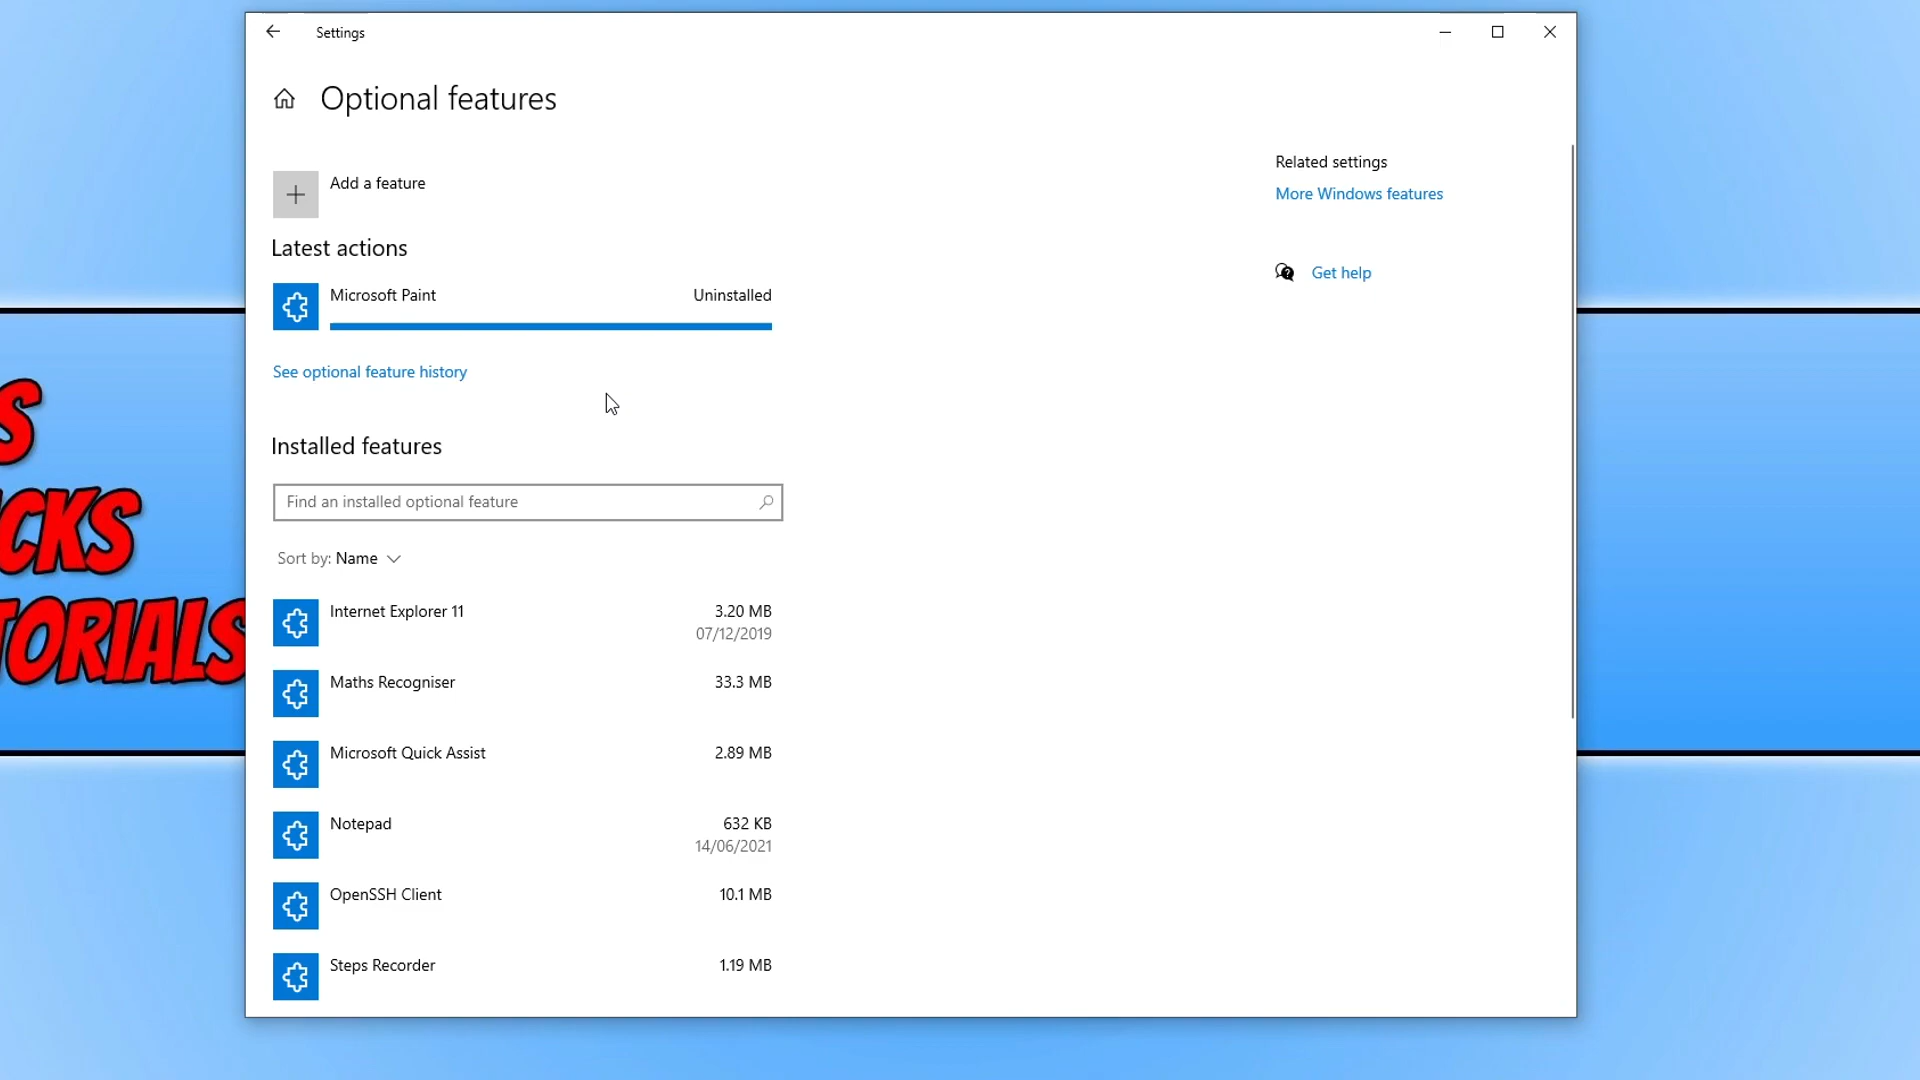 Settings
Optional features
Add a feature
Related settings
More Windows features
Latest actions
Get help
Microsoft Paint Uninstalled
See optional feature history
Installed features
Find an installed optional feature
Sort by: Name
Internet Explorer 11 3.20 MB
07/12/2019
Maths Recogniser 33.3 MB
Microsoft Quick Assist 2.89 MB
Notepad 632 KB
14/06/2021
OpenSSH Client 10.1 MB
Steps Recorder 1.19 MB
S
CKS
TORIALS